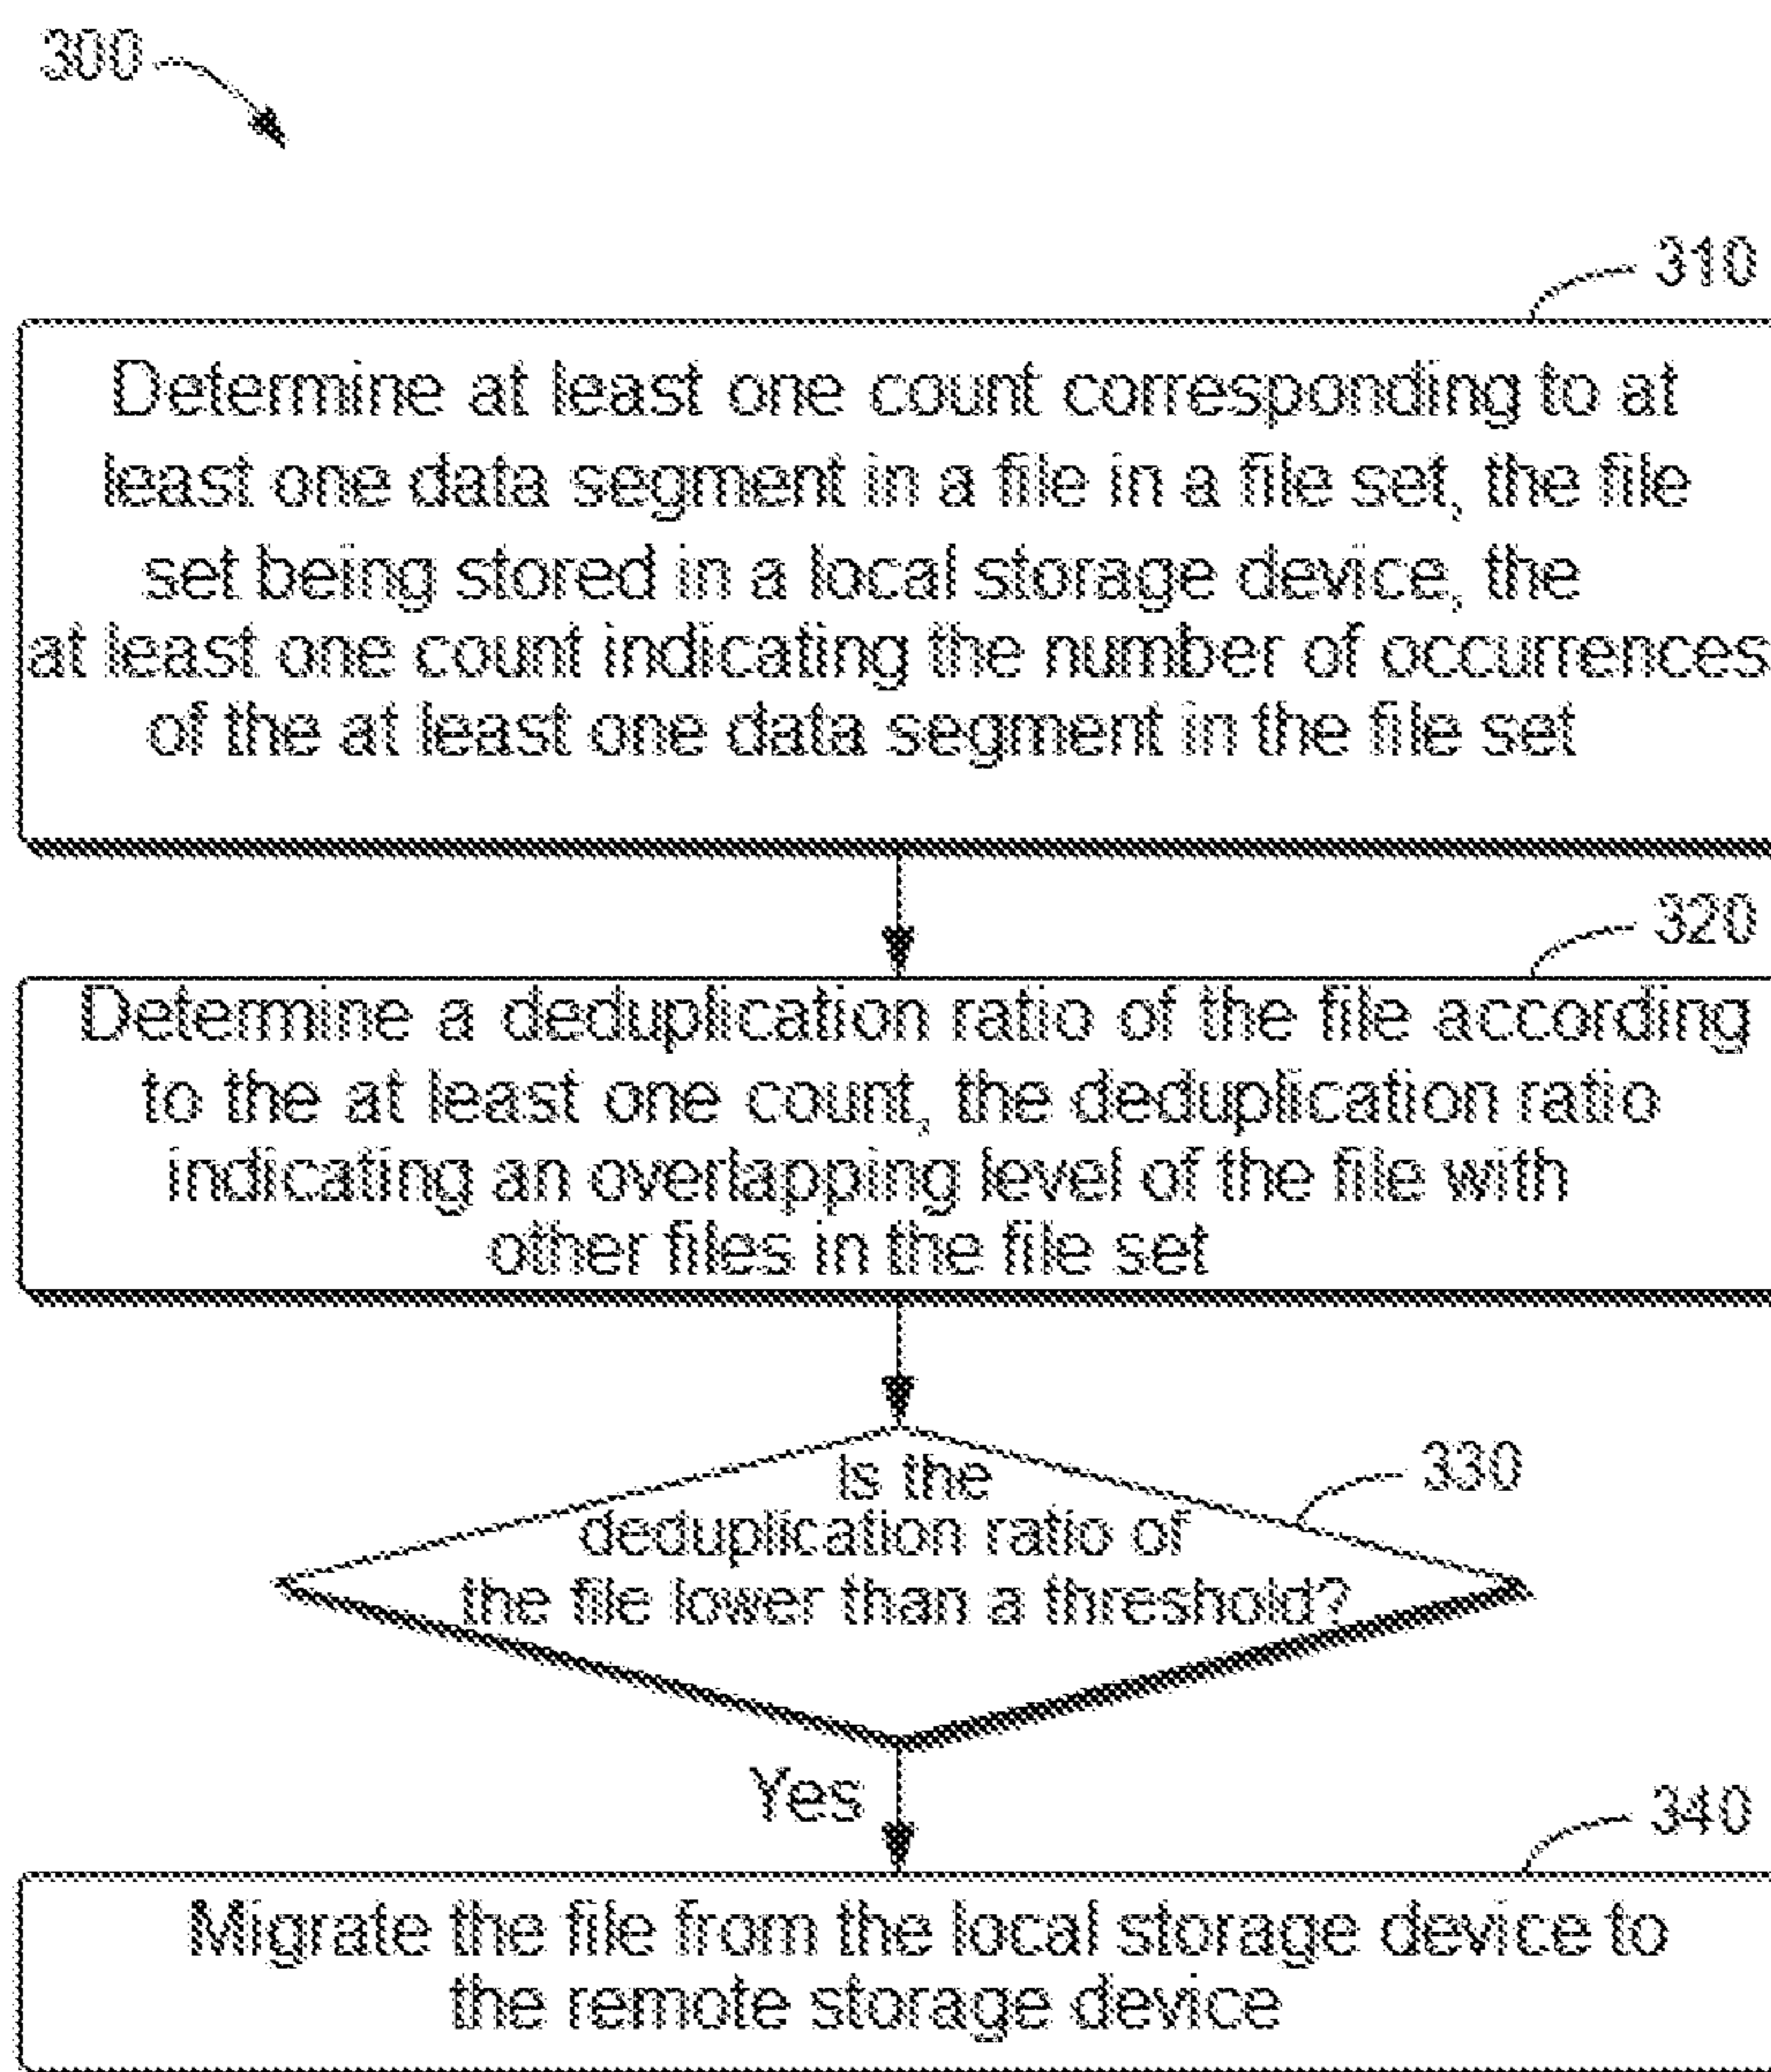 300
310
Determine at least one count corresponding to at
least one data segment in a file in a file set, the file
set being stored in a local storage device, the
at least one count indicating the number of occurrences
of the at least one data segment in the file set
320
Determine a deduplication ratio of the file according
to the at least one count, the deduplication ratio
indicating an overlapping level of the file with
other files in the file set
330
Is the
deduplication ratio of
the file lower than a threshold?
Yes
340
Migrate the file from the local storage device to
the remote storage device